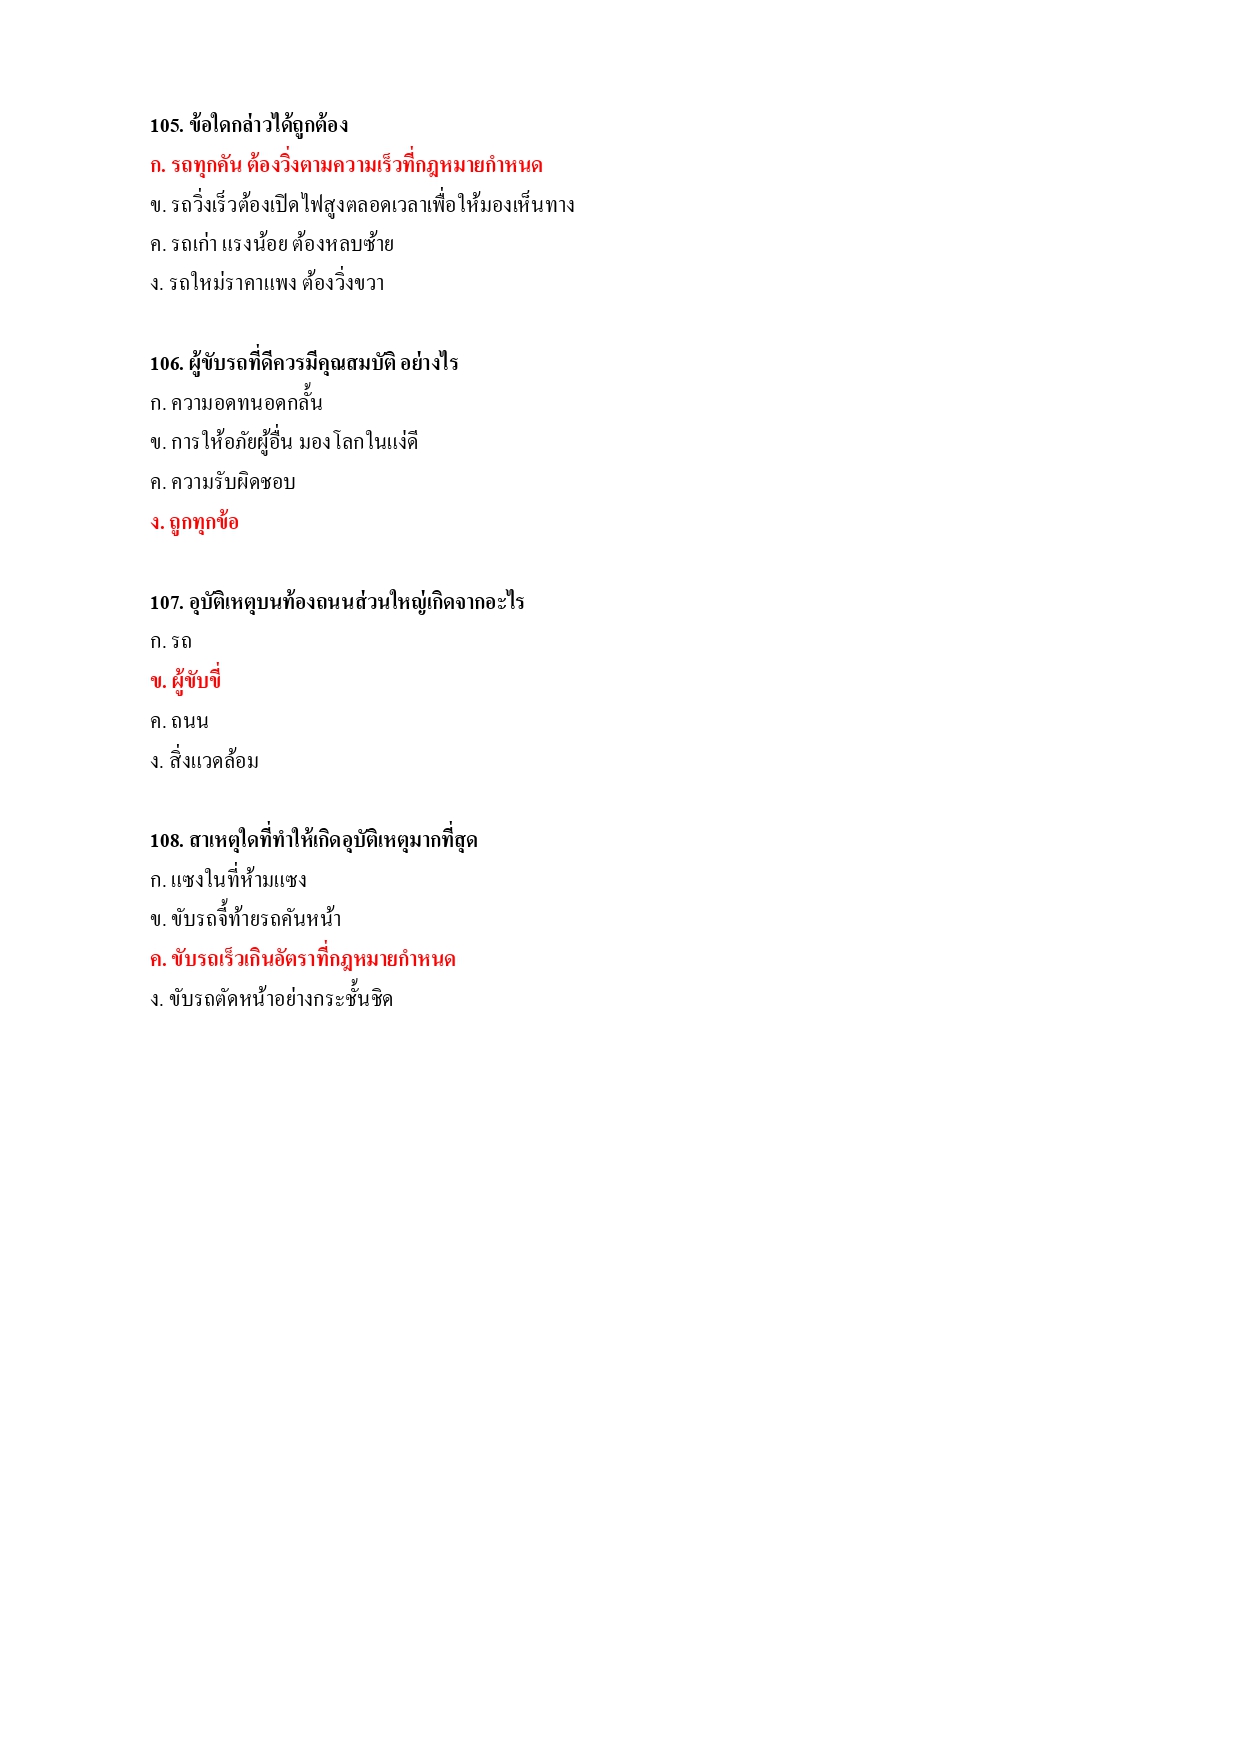 105. ข้อใดกล่าวได้ถูกต้อง
ก. รถทุกคัน ต้องวิ่งตามความเร็วที่กฎหมายกำหนด
ข. รถวิ่งเร็วต้องเปิดไฟสูงตลอดเวลาเพื่อให้มองเห็นทาง
ค. รถเก่า แรงน้อย ต้องหลบซ้าย
ง. รถใหม่ราคาแพง ต้องวิ่งขวา
106. ผู้ขับรถที่ดีควรมีคุณสมบัติ อย่างไร
ก. ความอดทนอดกลั้น
ข. การให้อภัยผู้อื่น มองโลกในแง่ดี
ค. ความรับผิดชอบ
ง. ถูกทุกข้อ
107. อุบัติเหตุบนท้องถนนส่วนใหญ่เกิดจากอะไร
ก. รถ
ข. ผู้ขับขี่
ค. ถนน
ง. สิ่งแวดล้อม
108. สาเหตุใดที่ทำให้เกิดอุบัติเหตุมากที่สุด
ก. แซงในที่ห้ามแซง
ข. ขับรถจี้ท้ายรถคันหน้า
ค. ขับรถเร็วเกินอัตราที่กฎหมายกำหนด
ง. ขับรถตัดหน้าอย่างกระชั้นชิด